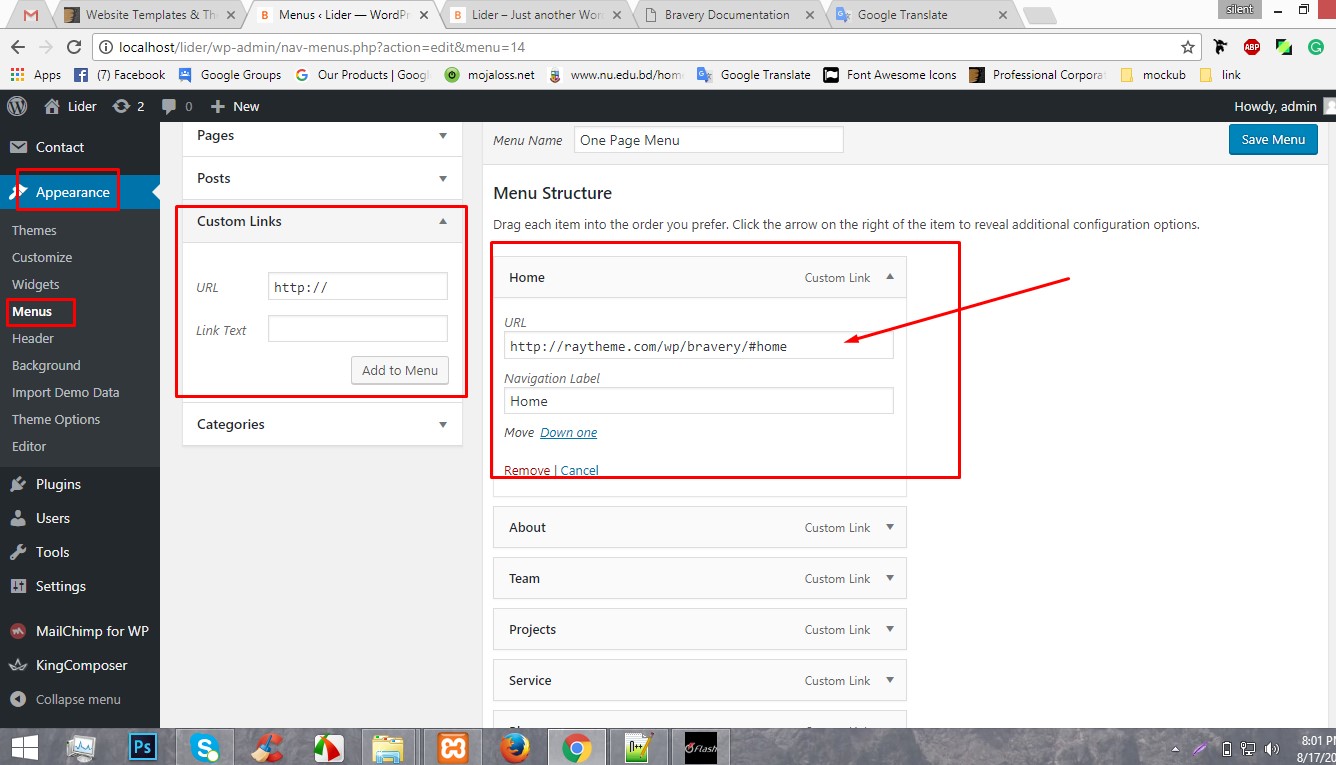 silent
Website Templates & Th
Menus ‹ Lider — WordPr
Lider – Just another Wor
Bravery Documentation
Google Translate
localhost/lider/wp-admin/nav-menus.php?action=edit&menu=14
ABP
Apps
(7) Facebook
Google Groups
Our Products | Googl
mojaloss.net
www.nu.edu.bd/hom
Google Translate
Font Awesome Icons
Professional Corpora
mockub
link
Lider
2
0
New
Howdy, admin
Contact
Appearance
Themes
Customize
Widgets
Menus
Header
Background
Import Demo Data
Theme Options
Editor
Plugins
Users
Tools
Settings
MailChimp for WP
KingComposer
Collapse menu
Pages
Posts
Custom Links
URL
http://
Link Text
Add to Menu
Categories
Menu Name
One Page Menu
Save Menu
Menu Structure
Drag each item into the order you prefer. Click the arrow on the right of the item to reveal additional configuration options.
Home
Custom Link
URL
http://raytheme.com/wp/bravery/#home
Navigation Label
Home
Move Down one
Remove | Cancel
About
Custom Link
Team
Custom Link
Projects
Custom Link
Service
Custom Link
Ps
Flash
8:01 PM
8/17/20